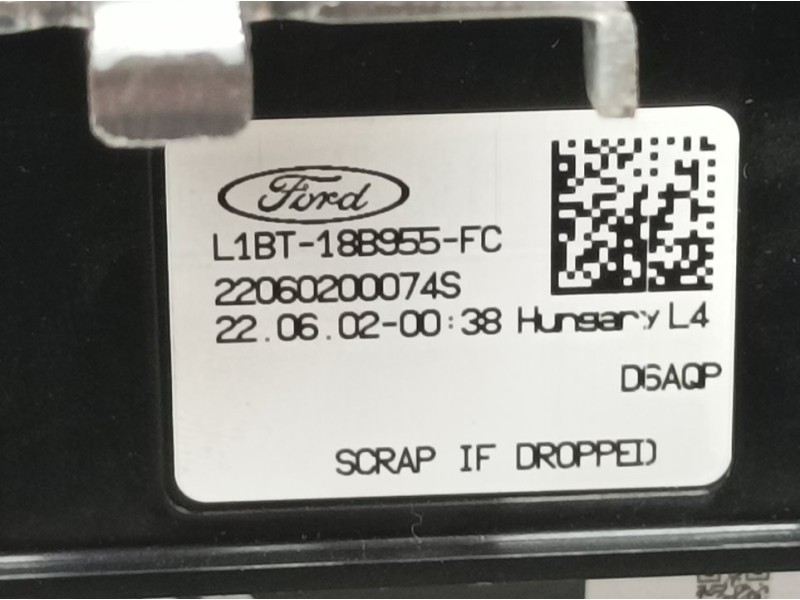 Ford
L1BT-18B955-FC
22060200074S
22.06.02-00:38 Hungary L4
D6AQP
SCRAP IF DROPPED